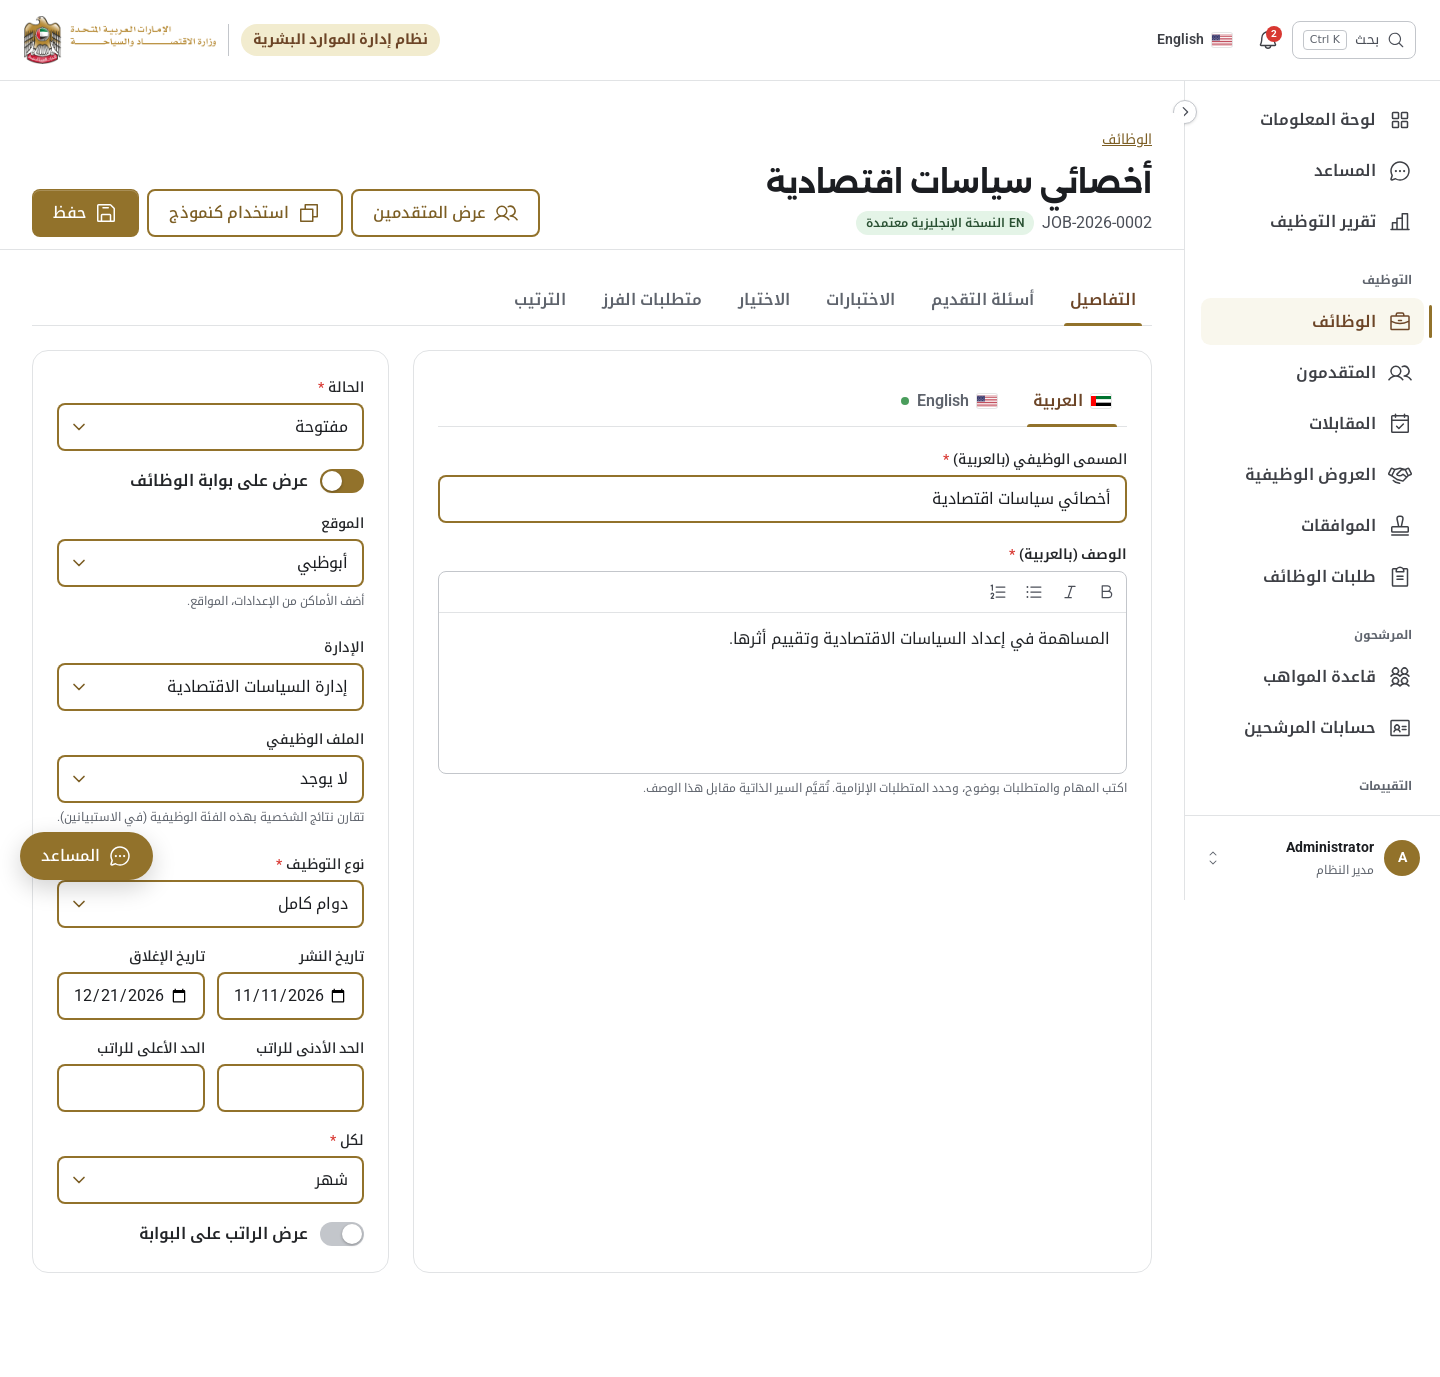 بحث Ctrl K
2
English
نظام إدارة الموارد البشرية
الإمارات العربية المتحدة
وزارة الاقتصاد والسياحة
لوحة المعلومات
المساعد
تقرير التوظيف
التوظيف
الوظائف
المتقدمون
المقابلات
العروض الوظيفية
الموافقات
طلبات الوظائف
المرشحون
قاعدة المواهب
حسابات المرشحين
التقييمات
A
Administrator
مدير النظام
الوظائف
أخصائي سياسات اقتصادية
JOB-2026-0002 EN النسخة الإنجليزية معتمدة
عرض المتقدمين
استخدام كنموذج
حفظ
التفاصيل
أسئلة التقديم
الاختبارات
الاختيار
متطلبات الفرز
الترتيب
العربية
English
المسمى الوظيفي (بالعربية) *
أخصائي سياسات اقتصادية
الوصف (بالعربية) *
المساهمة في إعداد السياسات الاقتصادية وتقييم أثرها.
اكتب المهام والمتطلبات بوضوح، وحدد المتطلبات الإلزامية. تُقيَّم السير الذاتية مقابل هذا الوصف.
الحالة *
مفتوحة
عرض على بوابة الوظائف
الموقع
أبوظبي
أضف الأماكن من الإعدادات، المواقع.
الإدارة
إدارة السياسات الاقتصادية
الملف الوظيفي
لا يوجد
تقارن نتائج الشخصية بهذه الفئة الوظيفية (في الاستبيانين).
المساعد
نوع التوظيف *
دوام كامل
تاريخ النشر
11/11/2026
تاريخ الإغلاق
12/21/2026
الحد الأدنى للراتب
الحد الأعلى للراتب
لكل *
شهر
عرض الراتب على البوابة